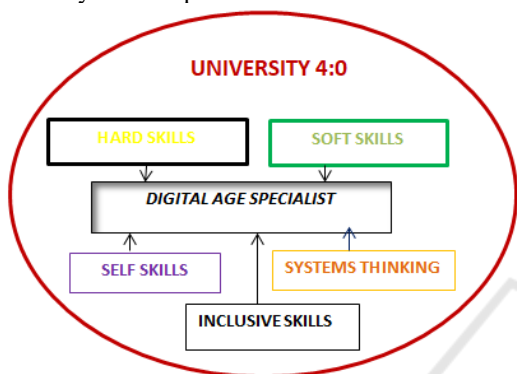 UNIVERSITY 4:0
HARD SKILLS
SOFT SKILLS
DIGITAL AGE SPECIALIST
SELF SKILLS
SYSTEMS THINKING
INCLUSIVE SKILLS